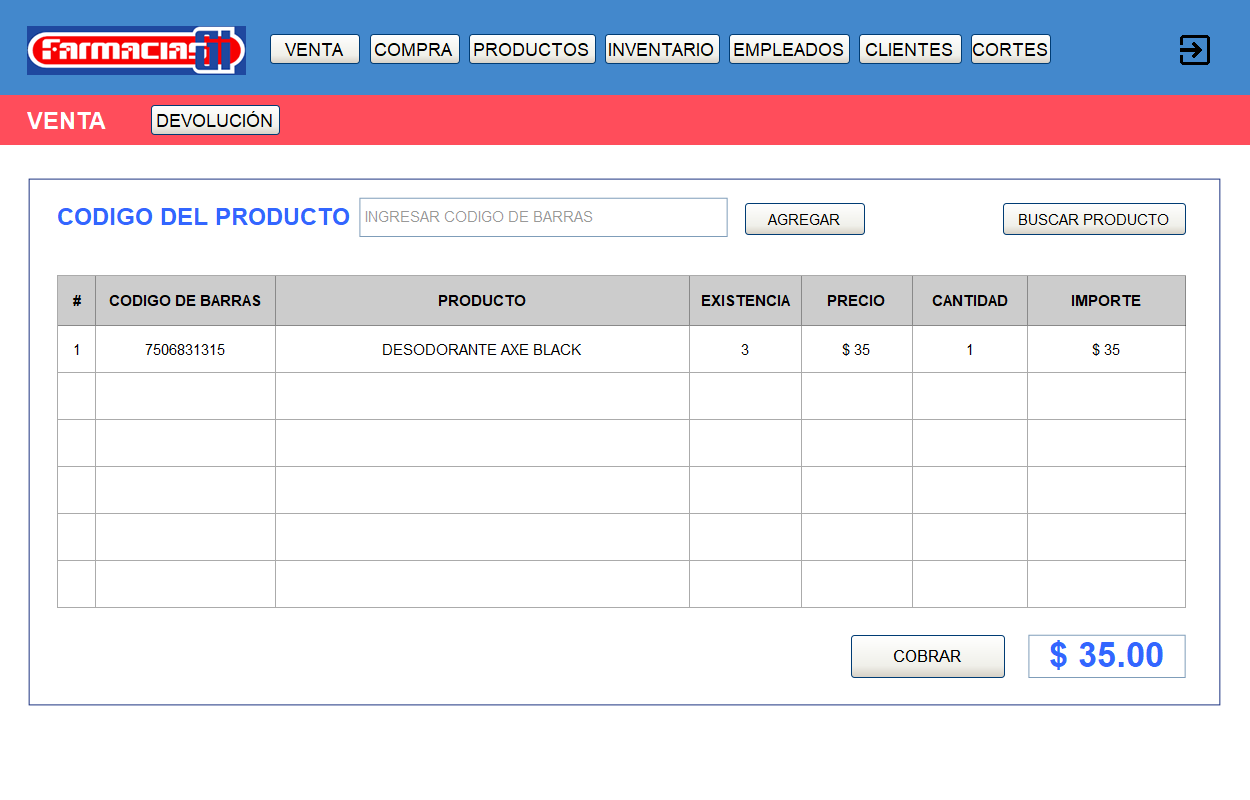 Farmacias GI
VENTA COMPRA PRODUCTOS INVENTARIO EMPLEADOS CLIENTES CORTES
VENTA DEVOLUCIÓN
CODIGO DEL PRODUCTO INGRESAR CODIGO DE BARRAS AGREGAR BUSCAR PRODUCTO
# CODIGO DE BARRAS PRODUCTO EXISTENCIA PRECIO CANTIDAD IMPORTE
1 7506831315 DESODORANTE AXE BLACK 3 $ 35 1 $ 35
COBRAR $ 35.00